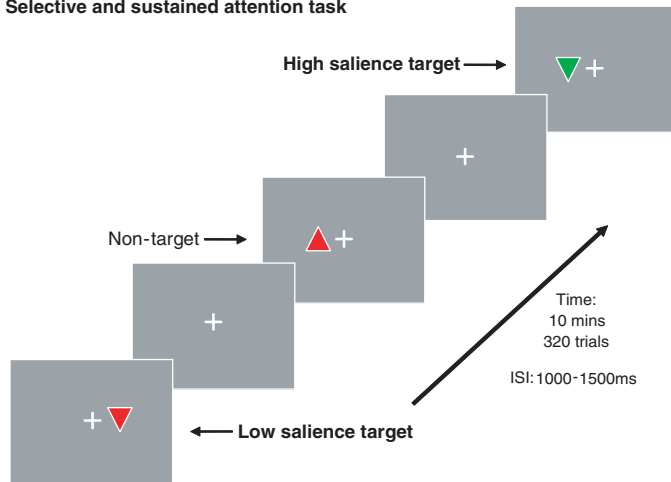 Selective and sustained attention task
High salience target
Non-target
Time:
10 mins
320 trials
ISI: 1000-1500ms
Low salience target